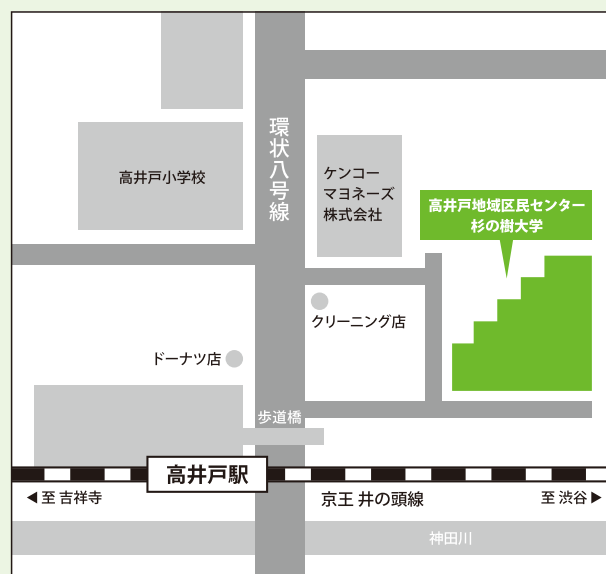 環状八号線
高井戸小学校
ケンコー
マヨネーズ
株式会社
高井戸地域区民センター
杉の樹大学
クリーニング店
ドーナツ店
歩道橋
高井戸駅
◀至 吉祥寺
京王 井の頭線
至 渋谷▶
神田川